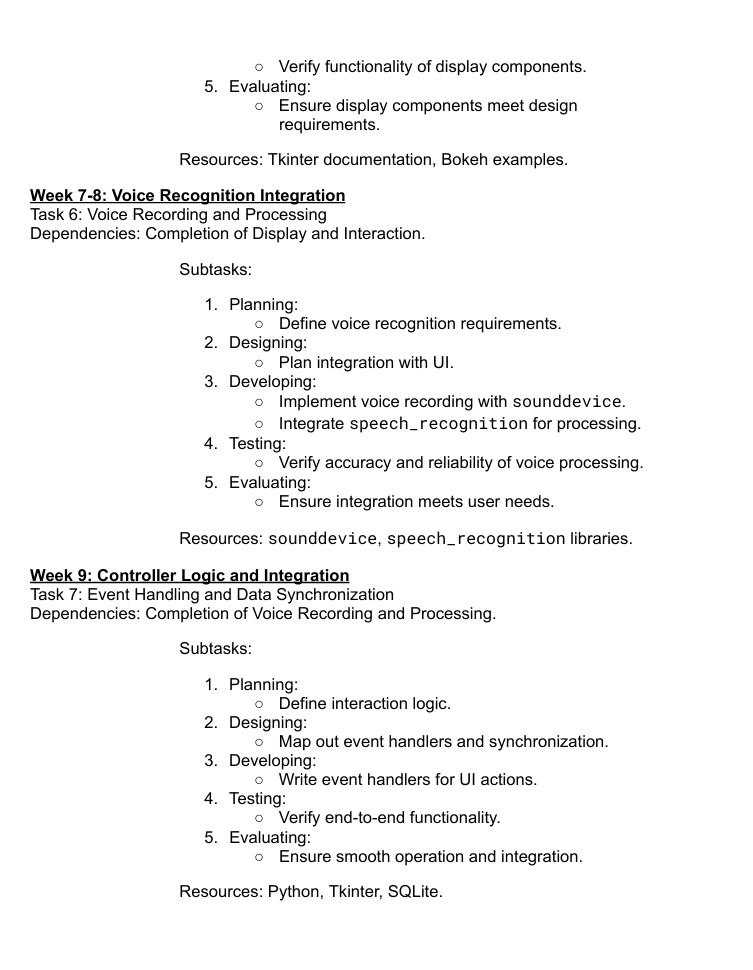 ○ Verify functionality of display components.
5. Evaluating:
○ Ensure display components meet design
requirements.
Resources: Tkinter documentation, Bokeh examples.
Week 7-8: Voice Recognition Integration
Task 6: Voice Recording and Processing
Dependencies: Completion of Display and Interaction.
Subtasks:
1. Planning:
○ Define voice recognition requirements.
2. Designing:
○ Plan integration with UI.
3. Developing:
○ Implement voice recording with sounddevice.
○ Integrate speech_recognition for processing.
4. Testing:
○ Verify accuracy and reliability of voice processing.
5. Evaluating:
○ Ensure integration meets user needs.
Resources: sounddevice, speech_recognition libraries.
Week 9: Controller Logic and Integration
Task 7: Event Handling and Data Synchronization
Dependencies: Completion of Voice Recording and Processing.
Subtasks:
1. Planning:
○ Define interaction logic.
2. Designing:
○ Map out event handlers and synchronization.
3. Developing:
○ Write event handlers for UI actions.
4. Testing:
○ Verify end-to-end functionality.
5. Evaluating:
○ Ensure smooth operation and integration.
Resources: Python, Tkinter, SQLite.